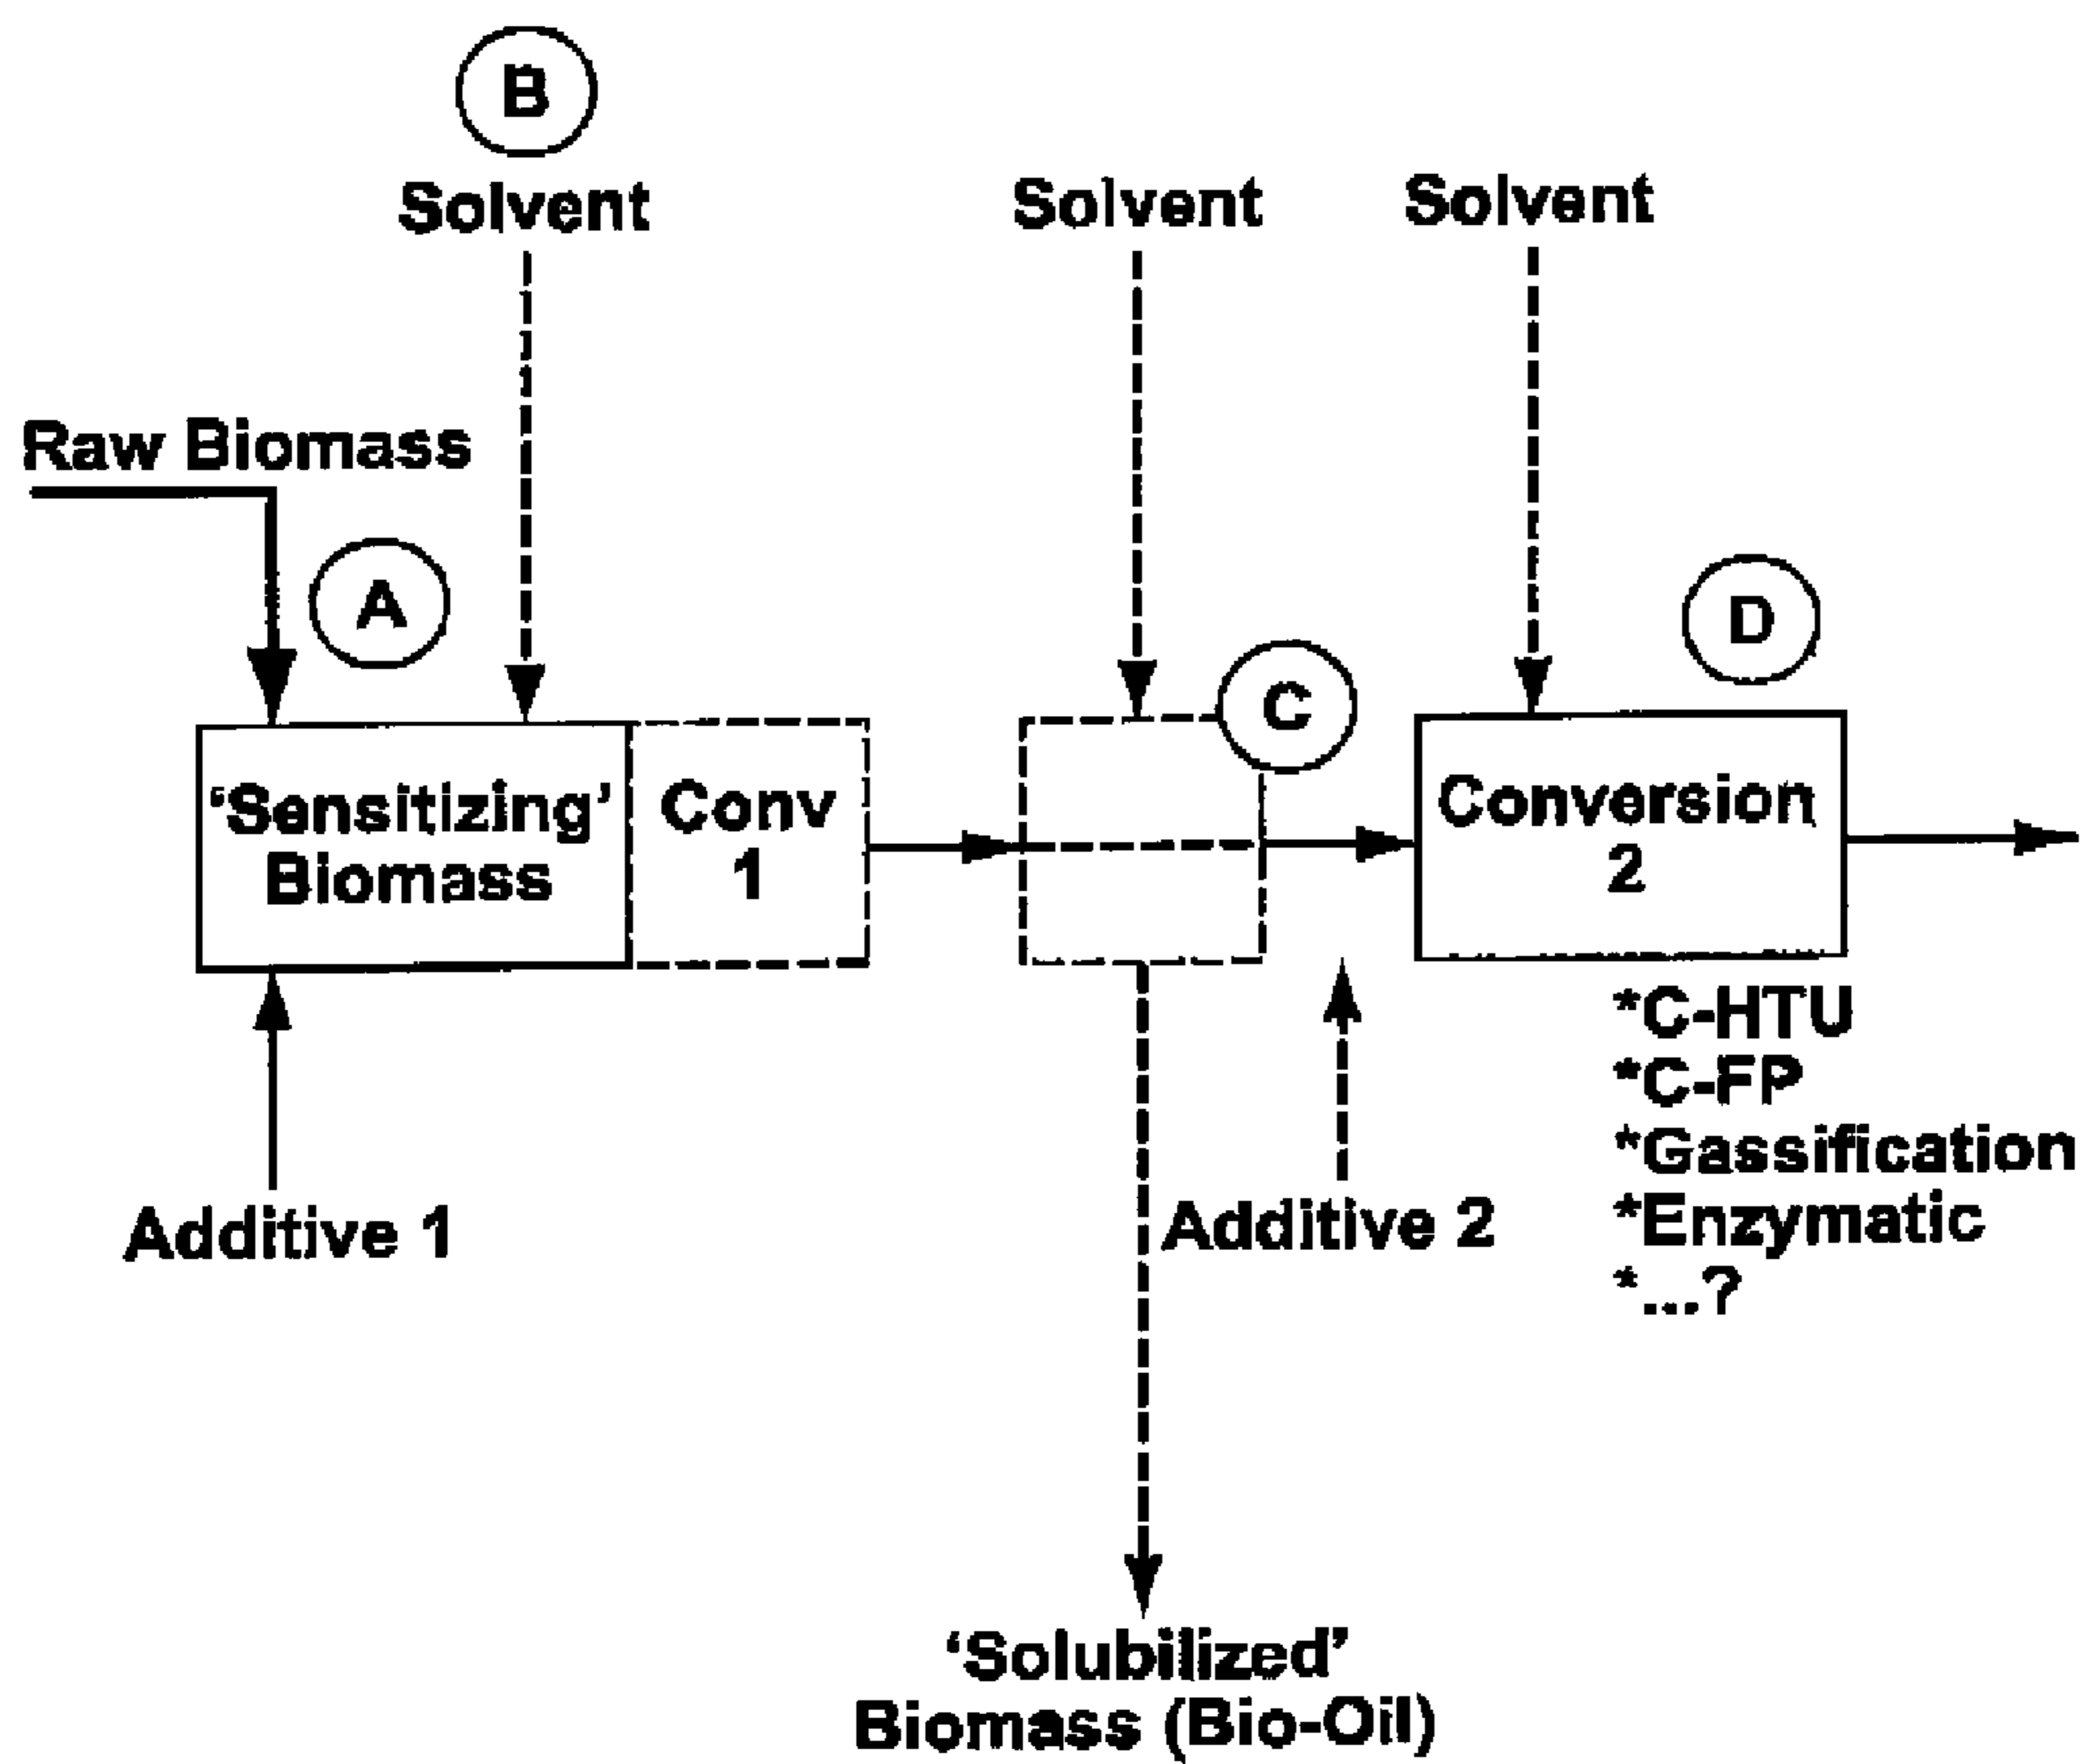 B
Solvent
Solvent
Solvent
Raw Biomass
A
D
C
‘Sensitizing’
Biomass
Conv
1
Conversion
2
*C-HTU
*C-FP
*Gassification
*Enzymatic
*...?
Additive 1
Additive 2
‘Solubilized’
Biomass (Bio-Oil)